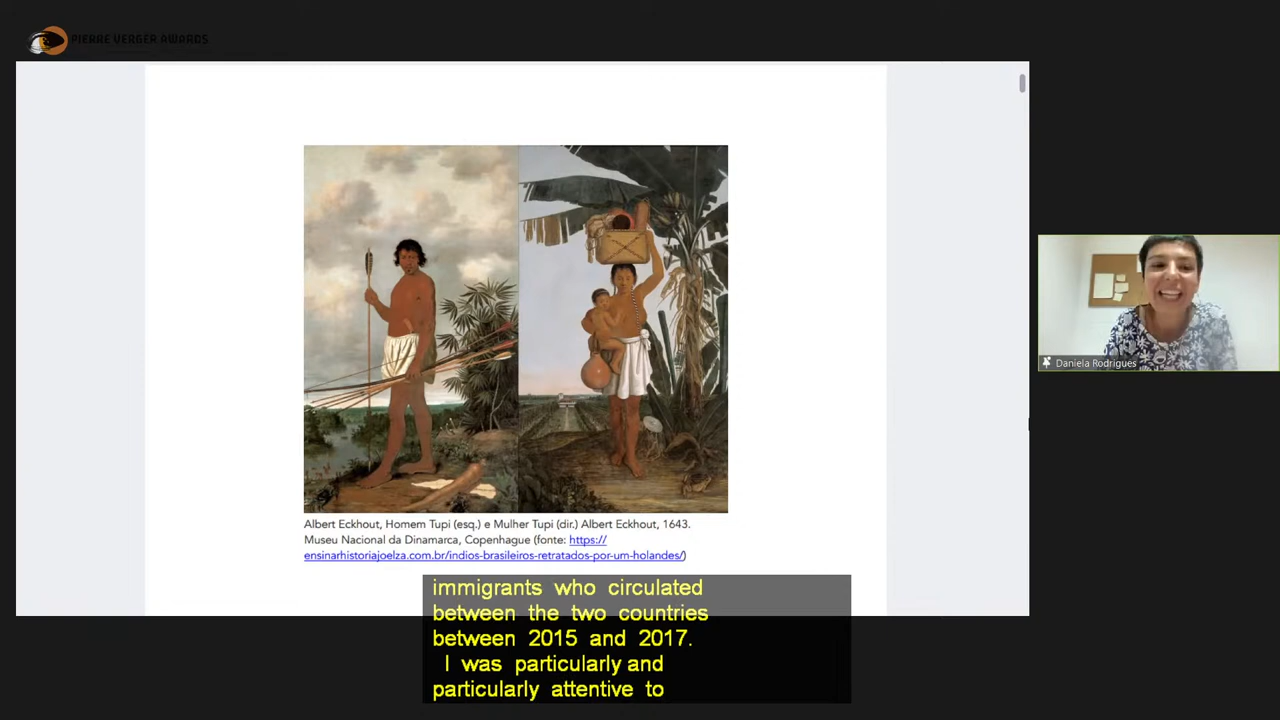 PIERRE VERGER AWARDS
Albert Eckhout, Homem Tupi (esq.) e Mulher Tupi (dir.) Albert Eckhout, 1643.
Museu Nacional da Dinamarca, Copenhague (fonte: https://
ensinarhistoriajoelza.com.br/indios-brasileiros-retratados-por-um-holandes/)
Daniela Rodrigues
immigrants who circulated
between the two countries
between 2015 and 2017.
I was particularly and
particularly attentive to